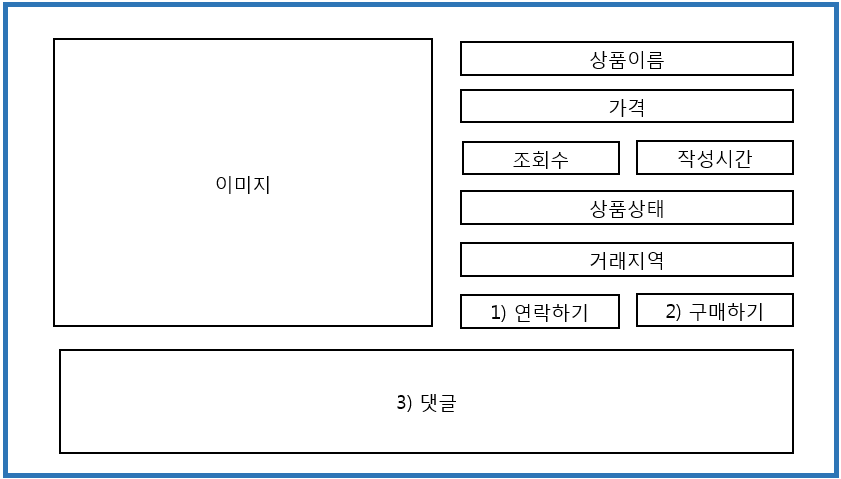 이미지
상품이름
가격
조회수
작성시간
상품상태
거래지역
1) 연락하기
2) 구매하기
3) 댓글